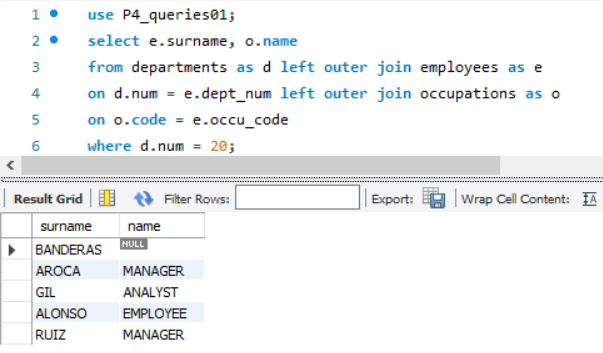 1 use P4_queries01;
2 select e.surname, o.name
3 from departments as d left outer join employees as e
4 on d.num = e.dept_num left outer join occupations as o
5 on o.code = e.occu_code
6 where d.num = 20;
Result Grid Filter Rows: Export: Wrap Cell Content: IA
surname name
BANDERAS NULL
AROCA MANAGER
GIL ANALYST
ALONSO EMPLOYEE
RUIZ MANAGER